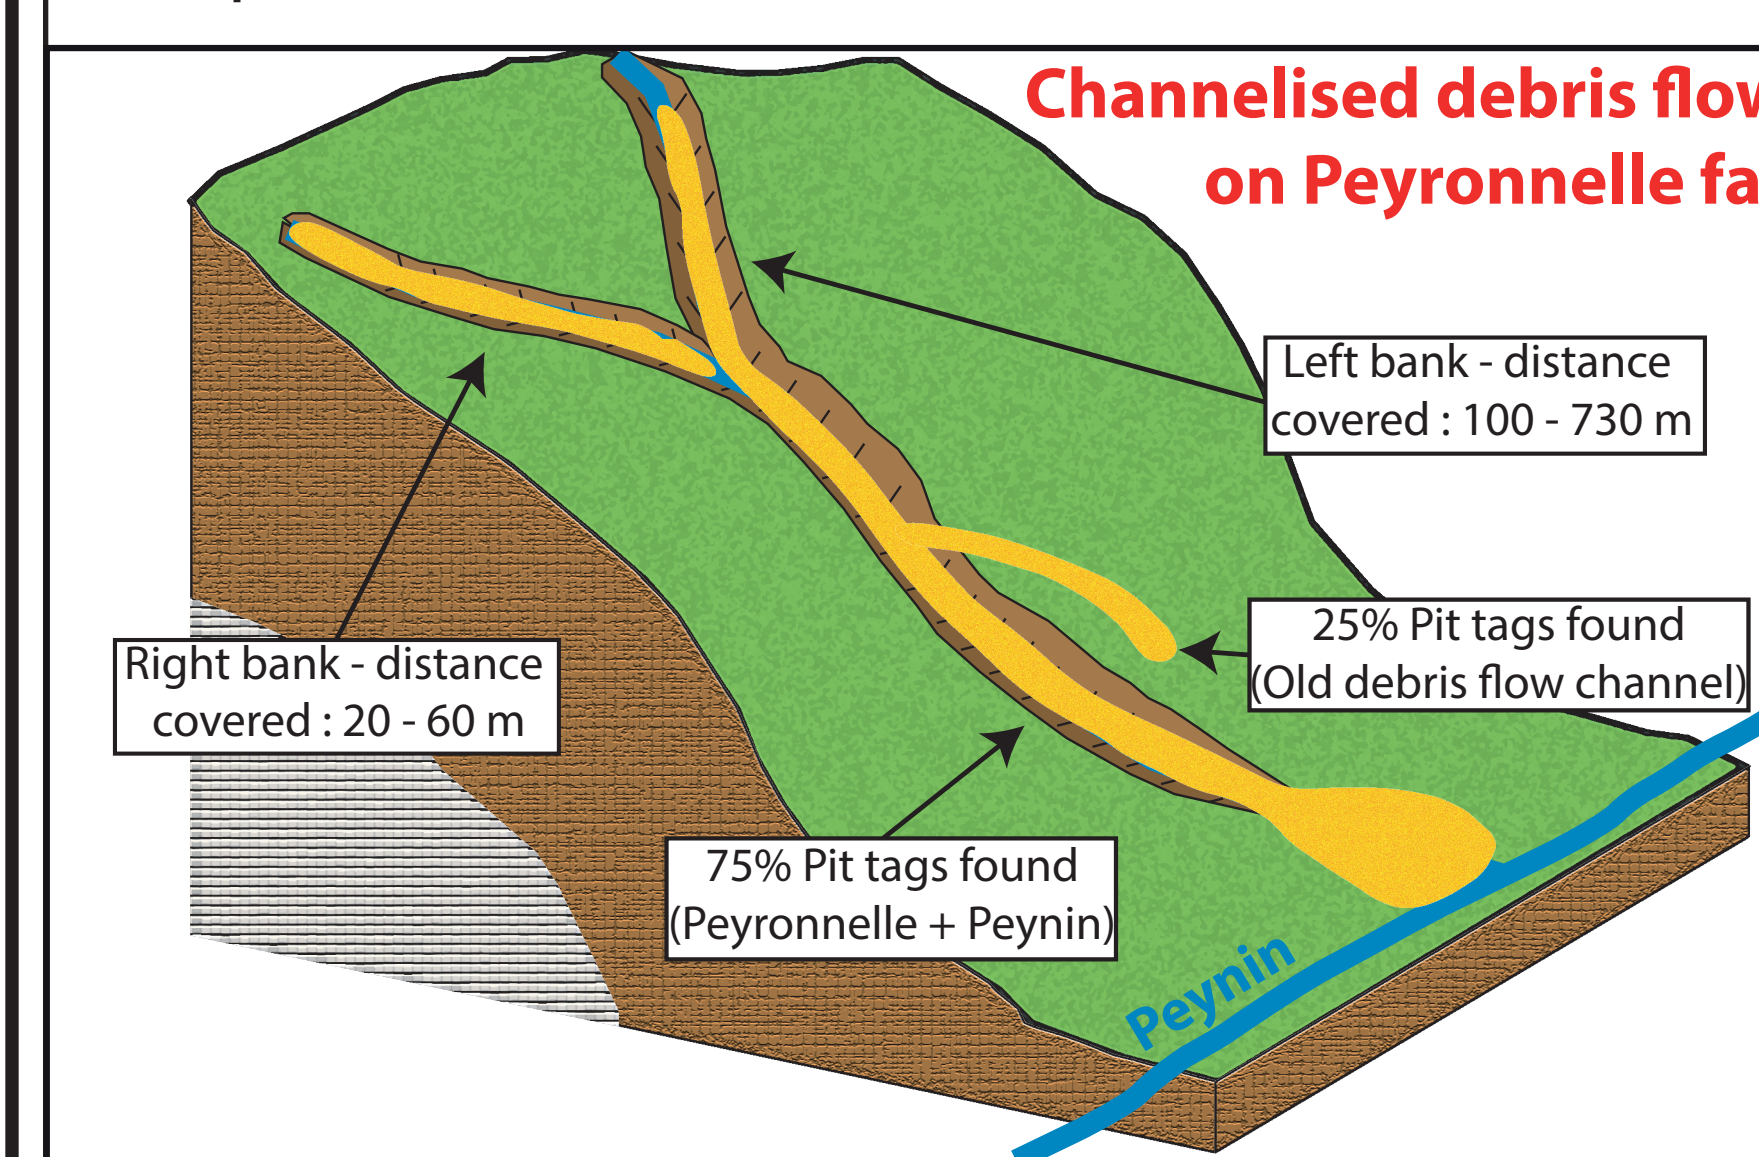 Channelised debris flow
on Peyronnelle fa
Left bank - distance
covered : 100 - 730 m
25% Pit tags found
(Old debris flow channel)
Right bank - distance
covered : 20 - 60 m
75% Pit tags found
(Peyronnelle + Peynin)
Peynin